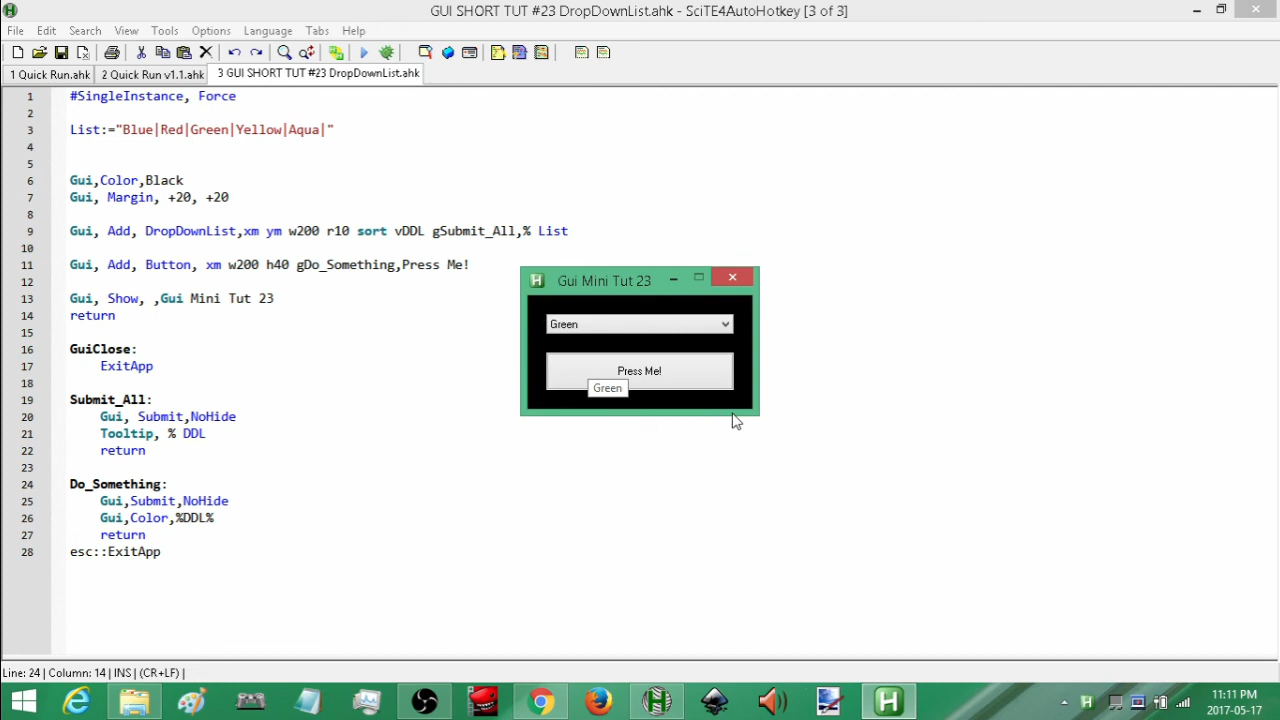 GUI SHORT TUT #23 DropDownList.ahk - SciTE4AutoHotkey [3 of 3]
File Edit Search View Tools Options Language Tabs Help
1 Quick Run.ahk 2 Quick Run v1.1.ahk 3 GUI SHORT TUT #23 DropDownList.ahk
1 #SingleInstance, Force
2
3 List:="Blue|Red|Green|Yellow|Aqua|"
4
5
6 Gui,Color,Black
7 Gui, Margin, +20, +20
8
9 Gui, Add, DropDownList,xm ym w200 r10 sort vDDL gSubmit_All,% List
10
11 Gui, Add, Button, xm w200 h40 gDo_Something,Press Me!
12
13 Gui, Show, ,Gui Mini Tut 23
14 return
15
16 GuiClose:
17 ExitApp
18
19 Submit_All:
20 Gui, Submit,NoHide
21 Tooltip, % DDL
22 return
23
24 Do_Something:
25 Gui,Submit,NoHide
26 Gui,Color,%DDL%
27 return
28 esc::ExitApp
H Gui Mini Tut 23
Green
Press Me!
Green
Line: 24 | Column: 14 | INS | (CR+LF) |
11:11 PM
2017-05-17